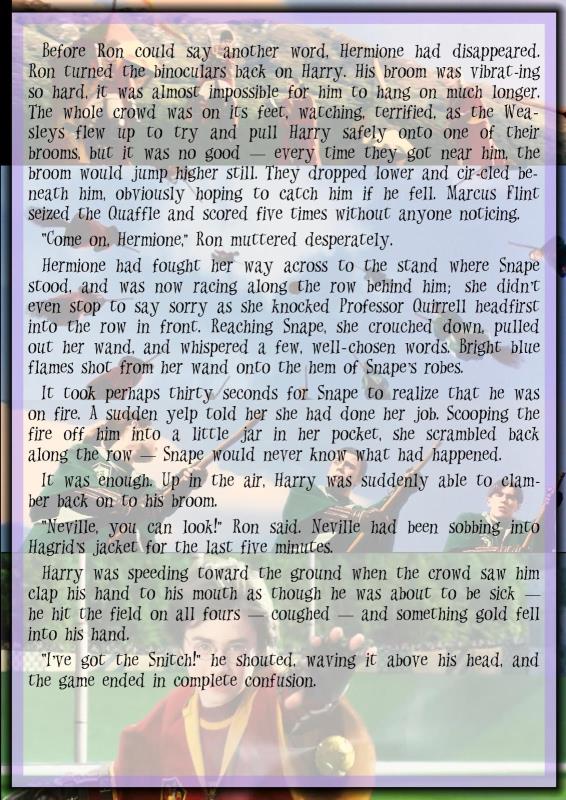 Before Ron could say another word, Hermione had disappeared.
Ron turned the binoculars back on Harry. His broom was vibrat-ing
so hard, it was almost impossible for him to hang on much longer.
The whole crowd was on its feet, watching, terrified, as the Wea-
sleys flew up to try and pull Harry safely onto one of their
brooms, but it was no good — every time they got near him, the
broom would jump higher still. They dropped lower and cir-cled be-
neath him, obviously hoping to catch him if he fell. Marcus Flint
seized the Quaffle and scored five times without anyone noticing.
"Come on, Hermione," Ron muttered desperately.
Hermione had fought her way across to the stand where Snape
stood, and was now racing along the row behind him; she didn't
even stop to say sorry as she knocked Professor Quirrell headfirst
into the row in front. Reaching Snape, she crouched down, pulled
out her wand, and whispered a few, well-chosen words. Bright blue
flames shot from her wand onto the hem of Snape's robes.
It took perhaps thirty seconds for Snape to realize that he was
on fire. A sudden yelp told her she had done her job. Scooping the
fire off him into a little jar in her pocket, she scrambled back
along the row — Snape would never know what had happened.
It was enough. Up in the air, Harry was suddenly able to clam-
ber back on to his broom.
"Neville, you can look!" Ron said. Neville had been sobbing into
Hagrid's jacket for the last five minutes.
Harry was speeding toward the ground when the crowd saw him
clap his hand to his mouth as though he was about to be sick —
he hit the field on all fours — coughed — and something gold fell
into his hand.
"I've got the Snitch!" he shouted, waving it above his head, and
the game ended in complete confusion.